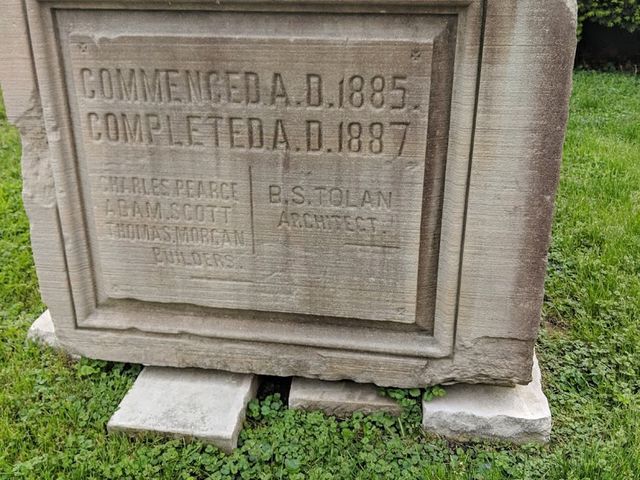 COMMENCED A.D. 1885.
COMPLETED A.D. 1887
CHARLES PEARCE
ADAM SCOTT
THOMAS MORGAN
BUILDERS.
B.S. TOLAN
ARCHITECT.